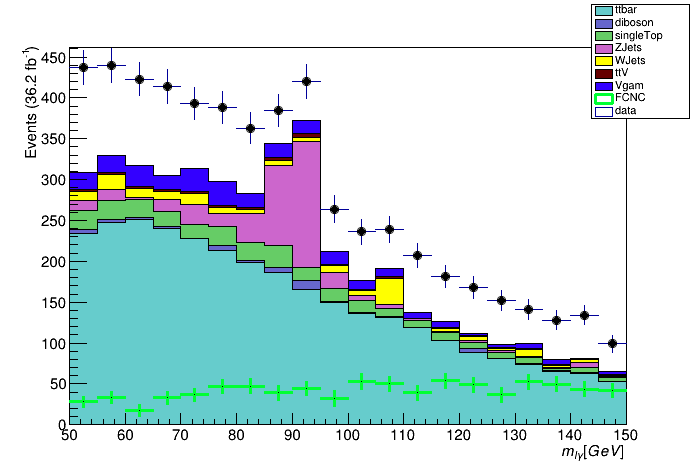 ttbar
diboson
singleTop
ZJets
WJets
ttV
Vgam
FCNC
data
Events (36.2 fb⁻¹)
450
400
350
300
250
200
150
100
50
0
50 60 70 80 90 100 110 120 130 140 150
m_{lγ}[GeV]